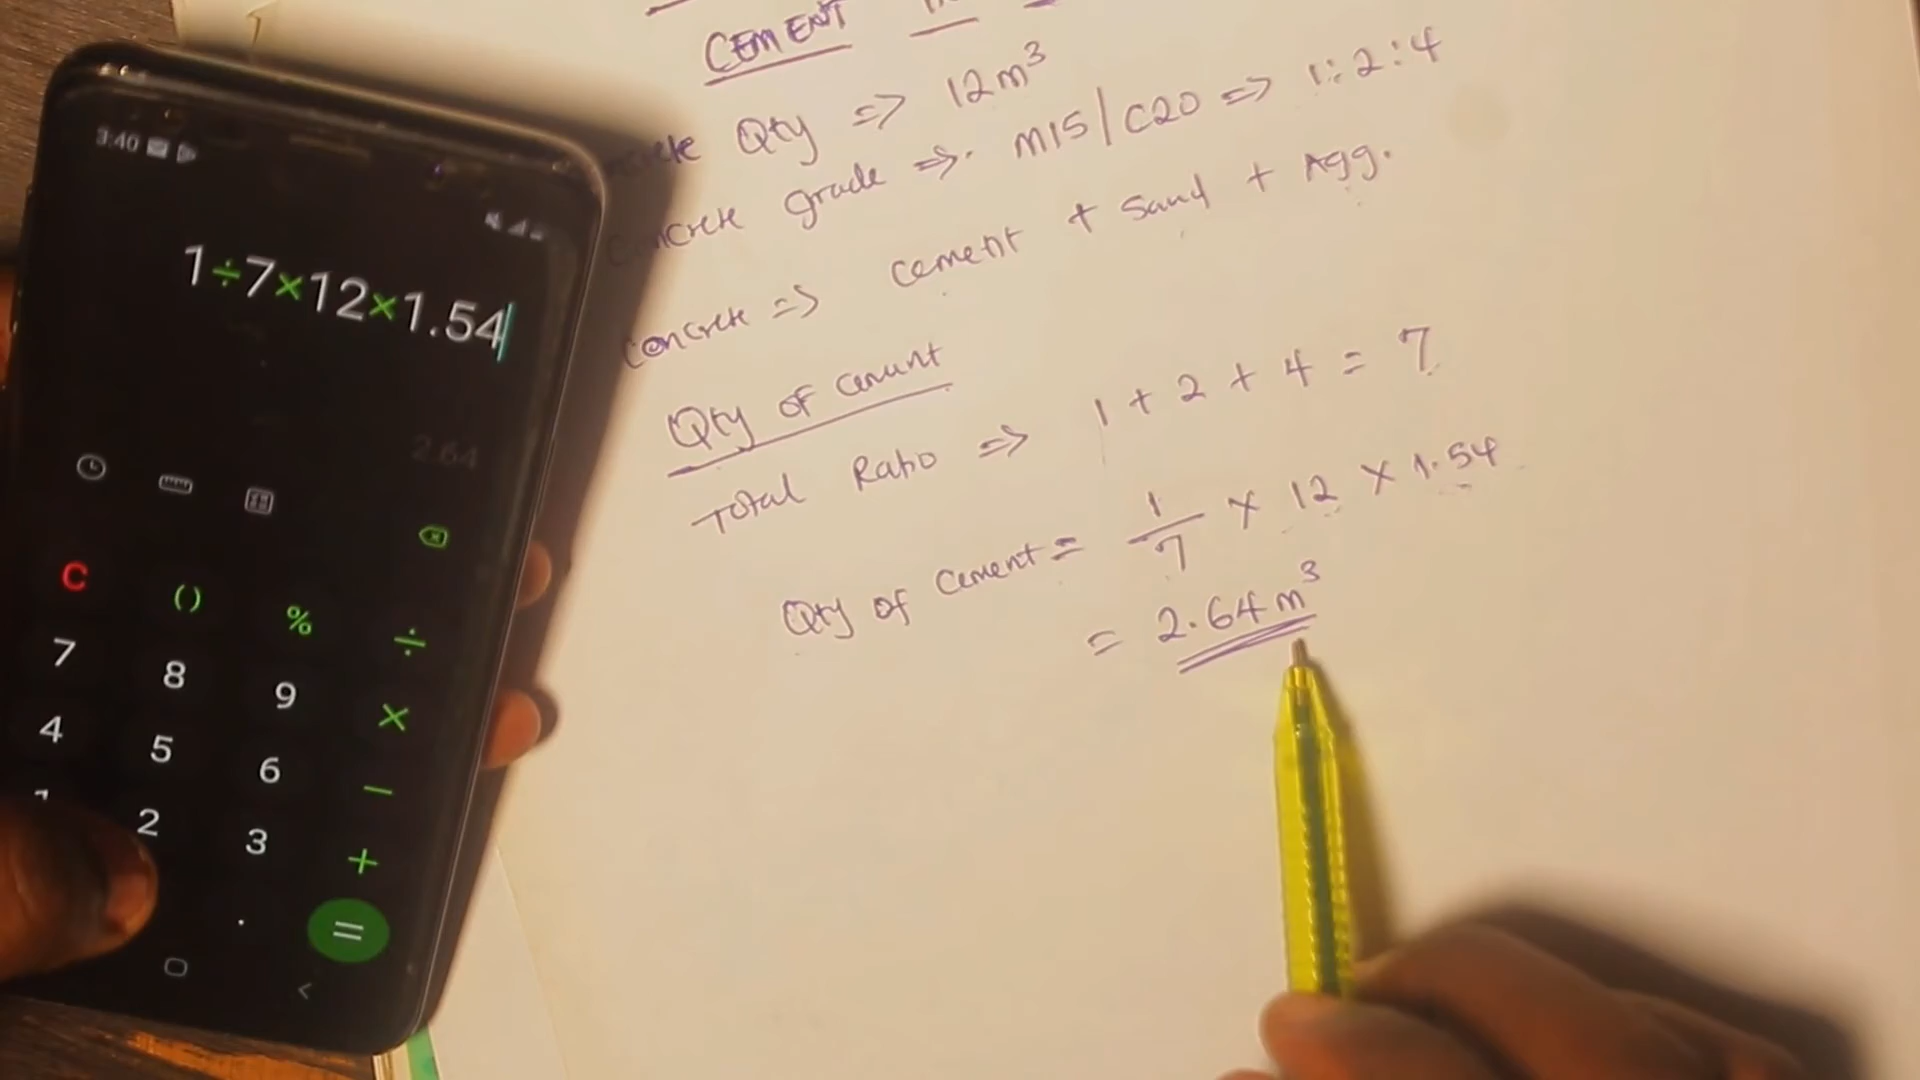 CEMENT
Qty => 12m³
Concrete grade => M15/C20 => 1:2:4
Concrete => Cement + Sand + Agg.
Qty of Cement
Total Ratio => 1 + 2 + 4 = 7
Qty of Cement = 1/7 x 12 x 1.54
= 2.64m³
3:40
1÷7×12×1.54
2.64
C () % ÷
7 8 9 ×
4 5 6 −
2 3 +
. =